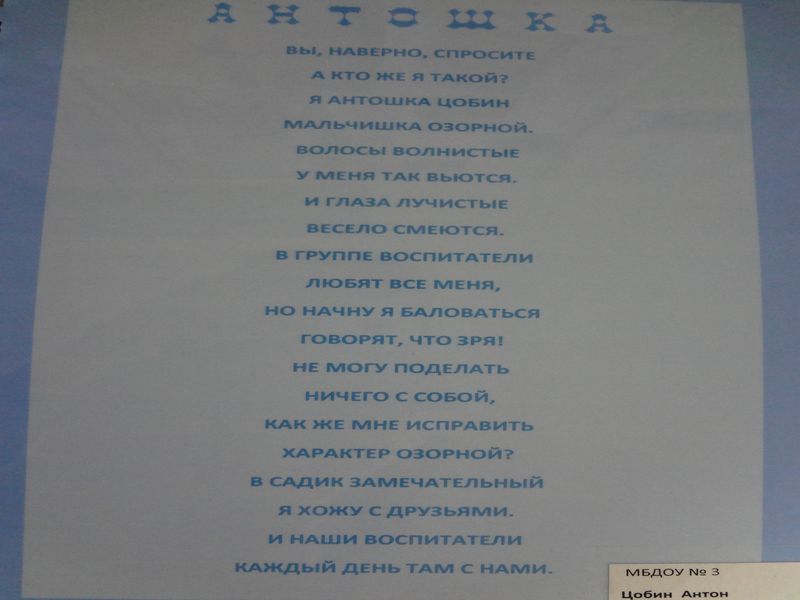 АНТОШКА
ВЫ, НАВЕРНО, СПРОСИТЕ
А КТО ЖЕ Я ТАКОЙ?
Я АНТОШКА ЦОБИН
МАЛЬЧИШКА ОЗОРНОЙ.
ВОЛОСЫ ВОЛНИСТЫЕ
У МЕНЯ ТАК ВЬЮТСЯ.
И ГЛАЗА ЛУЧИСТЫЕ
ВЕСЕЛО СМЕЮТСЯ.
В ГРУППЕ ВОСПИТАТЕЛИ
ЛЮБЯТ ВСЕ МЕНЯ,
НО НАЧНУ Я БАЛОВАТЬСЯ
ГОВОРЯТ, ЧТО ЗРЯ!
НЕ МОГУ ПОДЕЛАТЬ
НИЧЕГО С СОБОЙ,
КАК ЖЕ МНЕ ИСПРАВИТЬ
ХАРАКТЕР ОЗОРНОЙ?
В САДИК ЗАМЕЧАТЕЛЬНЫЙ
Я ХОЖУ С ДРУЗЬЯМИ.
И НАШИ ВОСПИТАТЕЛИ
КАЖДЫЙ ДЕНЬ ТАМ С НАМИ.
МБДОУ № 3
Цобин Антон